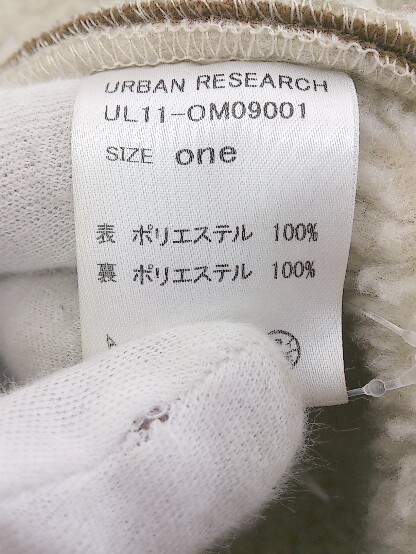 URBAN RESEARCH
UL11-OM09001
SIZE one
表 ポリエステル 100%
裏 ポリエステル 100%